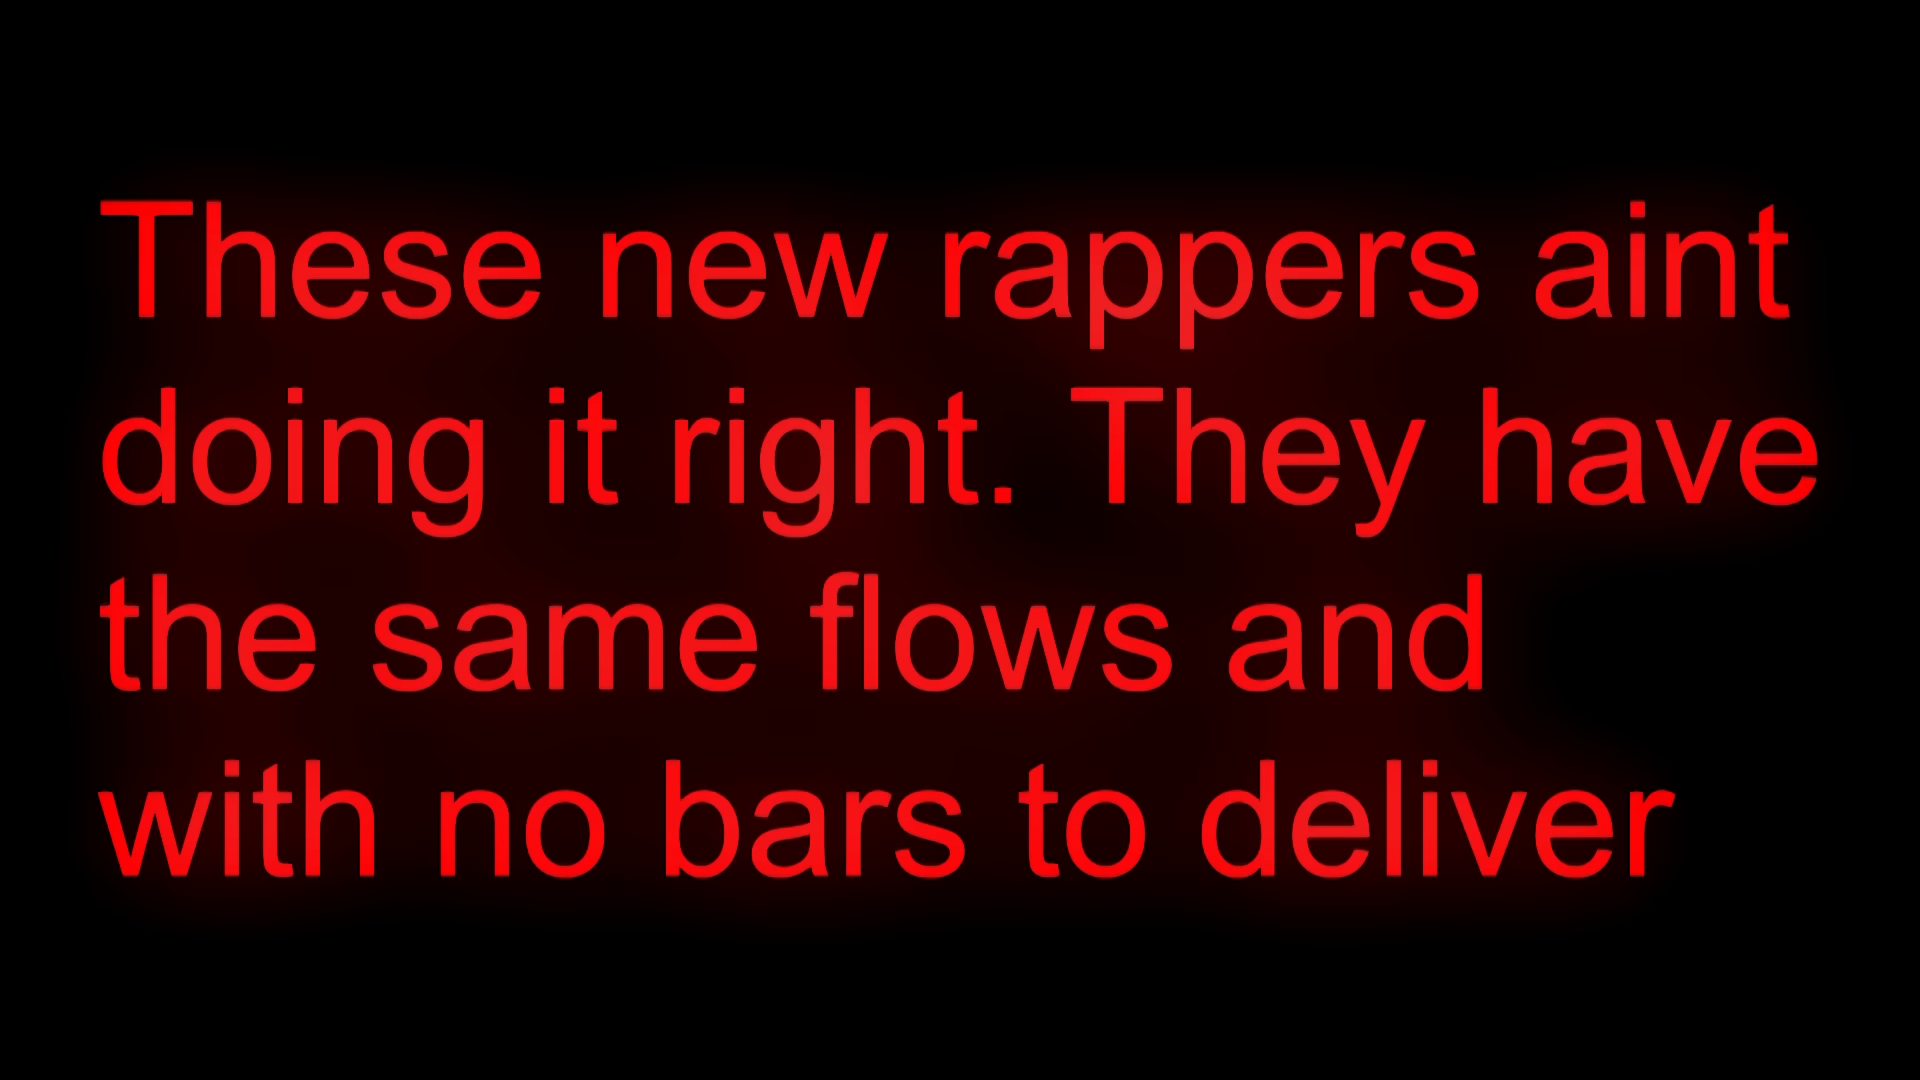 These new rappers aint
doing it right. They have
the same flows and
with no bars to deliver